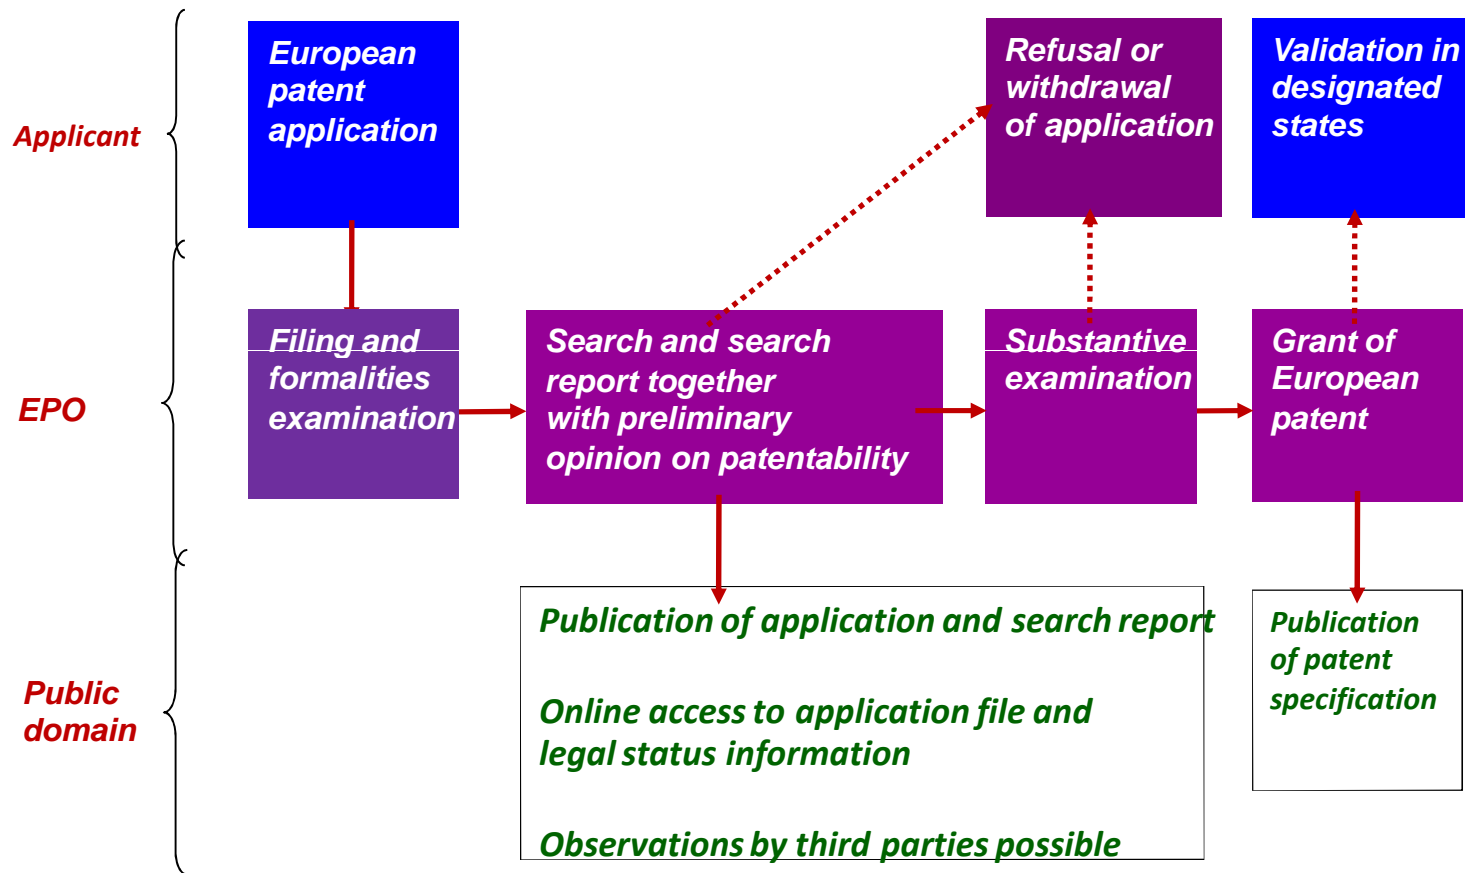 Applicant
European
patent
application
Refusal or
withdrawal
of application
Validation in
designated
states
EPO
Filing and
formalities
examination
Search and search
report together
with preliminary
opinion on patentability
Substantive
examination
Grant of
European
patent
Public
domain
Publication of application and search report
Online access to application file and
legal status information
Observations by third parties possible
Publication
of patent
specification